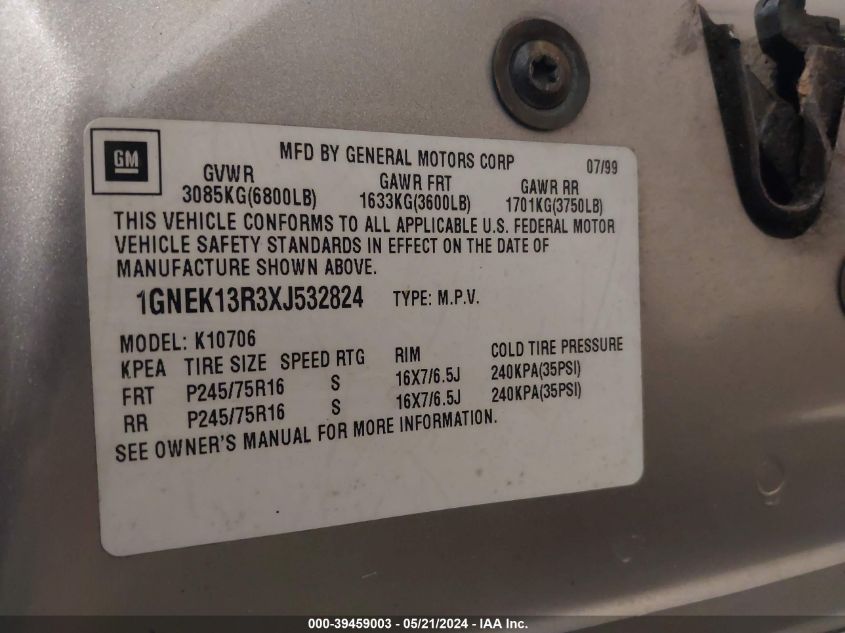 GM
MFD BY GENERAL MOTORS CORP 07/99
GVWR GAWR FRT GAWR RR
3085KG(6800LB) 1633KG(3600LB) 1701KG(3750LB)
THIS VEHICLE CONFORMS TO ALL APPLICABLE U.S. FEDERAL MOTOR
VEHICLE SAFETY STANDARDS IN EFFECT ON THE DATE OF
MANUFACTURE SHOWN ABOVE.
1GNEK13R3XJ532824 TYPE: M.P.V.
MODEL: K10706
KPEA TIRE SIZE SPEED RTG RIM COLD TIRE PRESSURE
FRT P245/75R16 S 16X7/6.5J 240KPA(35PSI)
RR P245/75R16 S 16X7/6.5J 240KPA(35PSI)
SEE OWNER'S MANUAL FOR MORE INFORMATION.
000-39459003 - 05/21/2024 - IAA Inc.